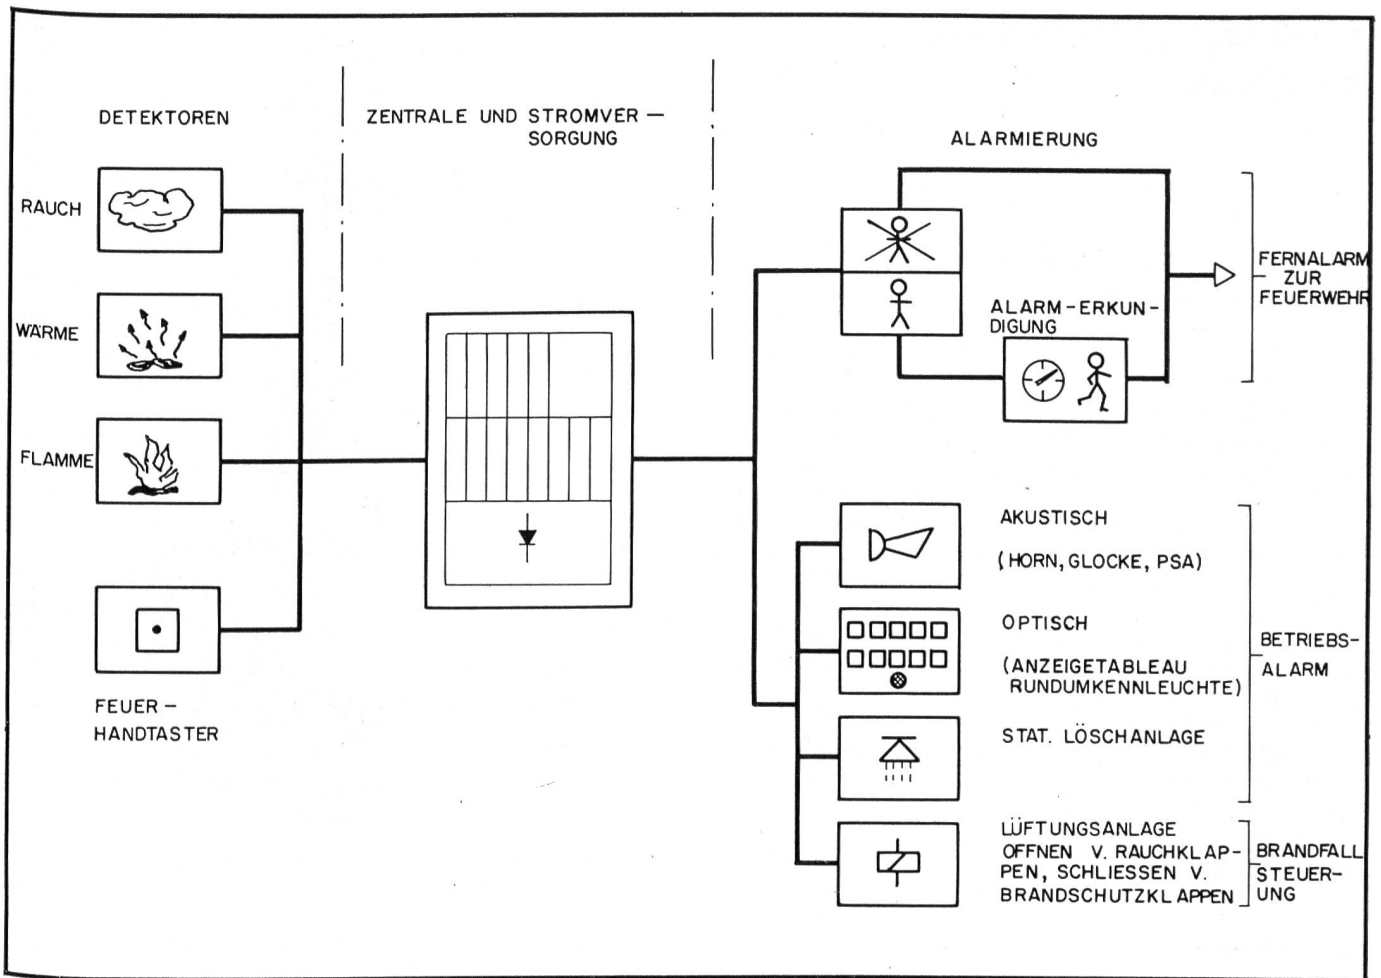 DETEKTOREN
RAUCH
WÄRME
FLAMME
FEUER –
HANDTASTER
ZENTRALE UND STROMVER –
SORGUNG
ALARMIERUNG
ALARM – ERKUN –
DIGUNG
FERNALARM
ZUR
FEUERWEHR
AKUSTISCH
(HORN, GLOCKE, PSA)
OPTISCH
(ANZEIGETABLEAU
RUNDUMKENNLEUCHTE)
STAT. LÖSCHANLAGE
BETRIEBS-
ALARM
LÜFTUNGSANLAGE
OFFNEN V. RAUCHKLAP-
PEN, SCHLIESSEN V.
BRANDSCHUTZKLAPPEN
BRANDFALL
STEUER-
UNG